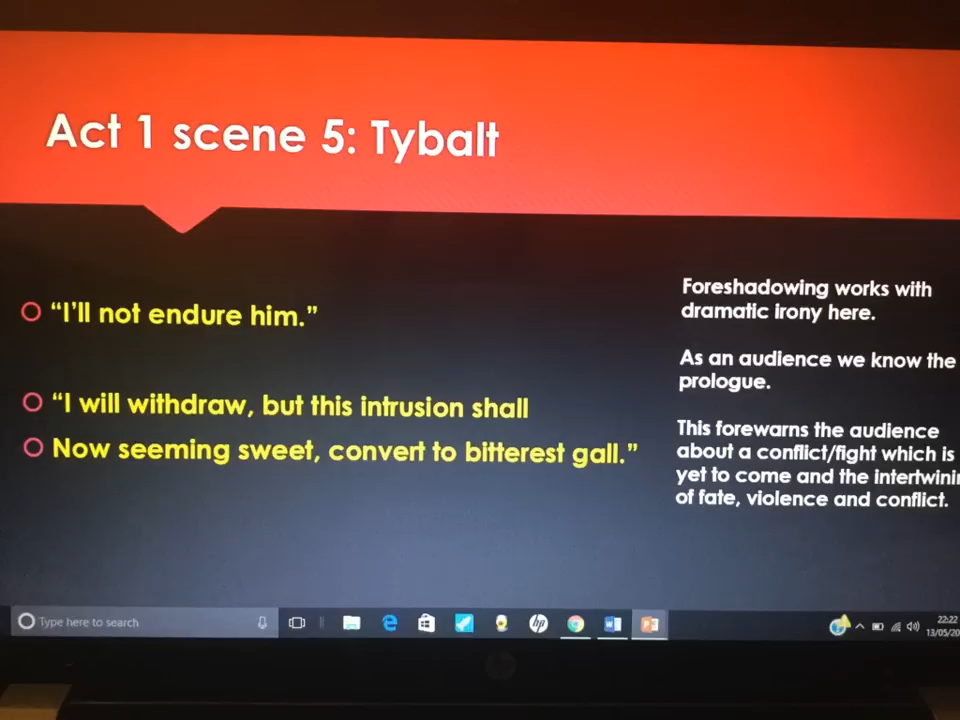 Act 1 scene 5: Tybalt
“I’ll not endure him.”
“I will withdraw, but this intrusion shall
Now seeming sweet, convert to bitterest gall.”
Foreshadowing works with
dramatic irony here.
As an audience we know the
prologue.
This forewarns the audience
about a conflict/fight which is
yet to come and the
of fate, violence and conflict.
Type here to search
22:22